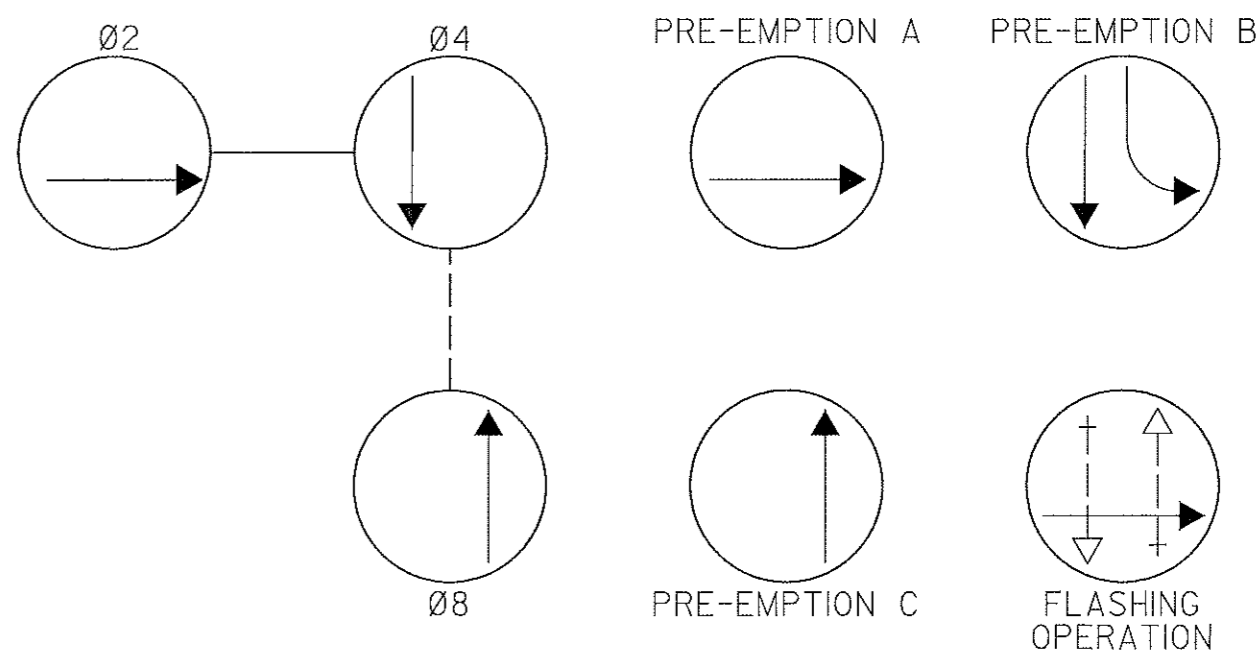 Ø2
Ø4
PRE-EMPTION A
PRE-EMPTION B
Ø8
PRE-EMPTION C
FLASHING
OPERATION